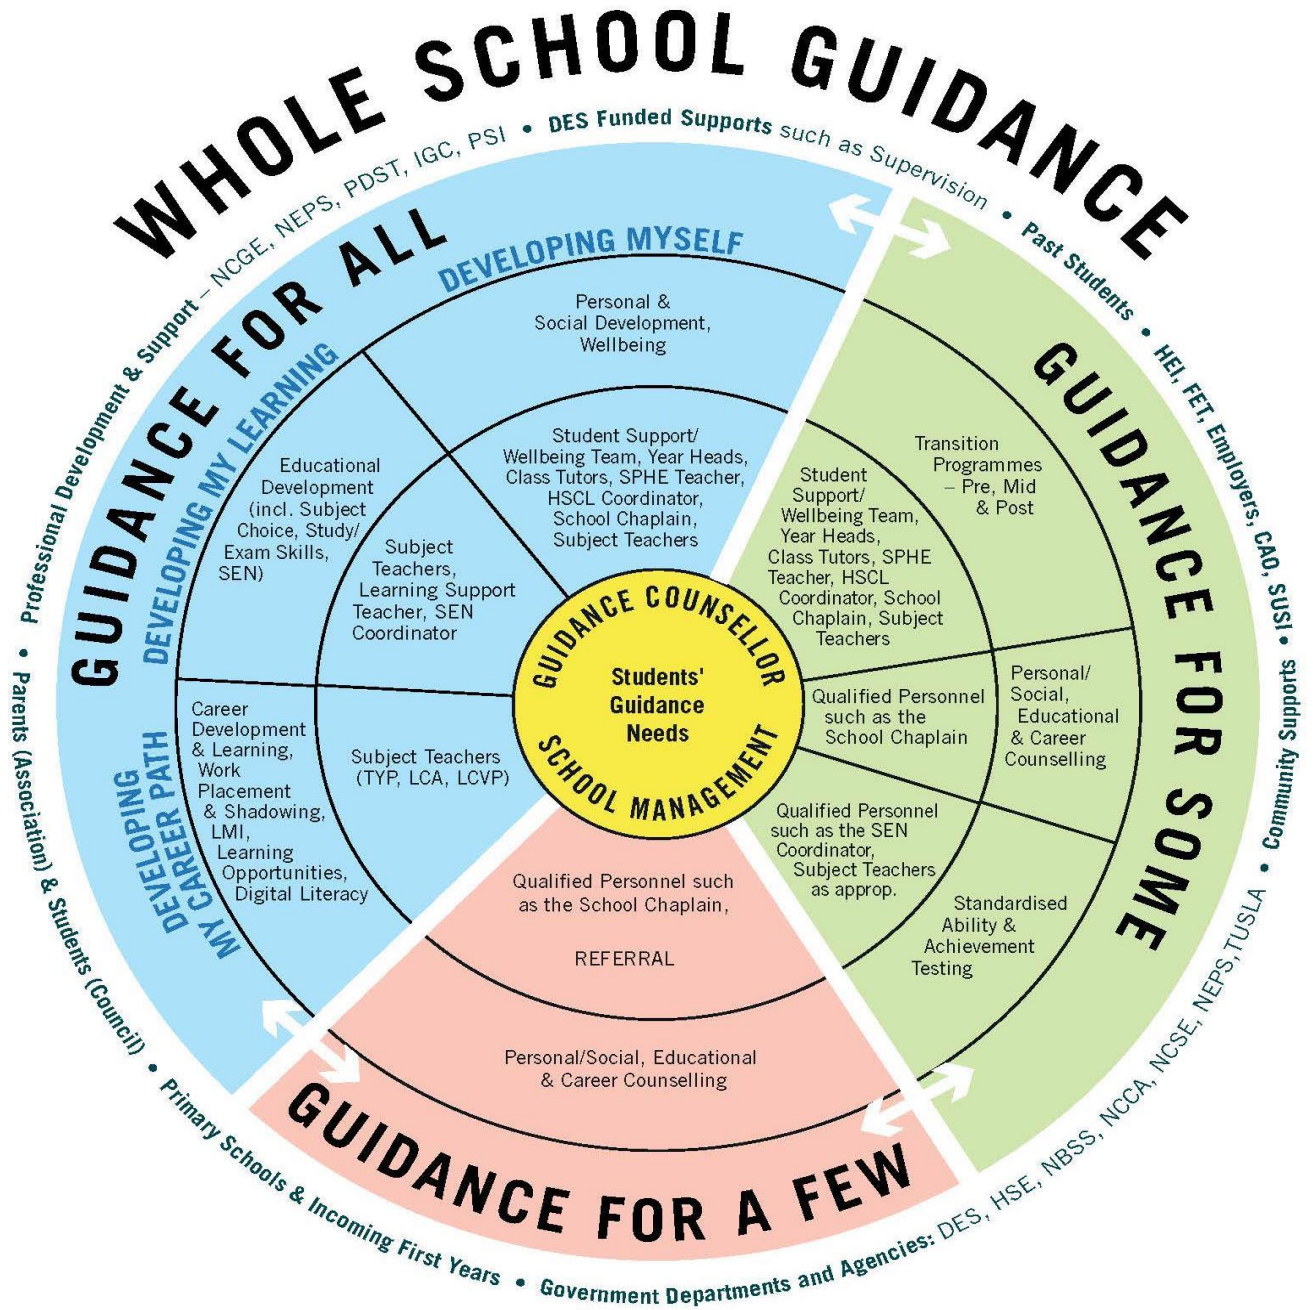 WHOLE SCHOOL GUIDANCE
Professional Development & Support – NCGE, NEPS, PDST, IGC, PSI • DES Funded Supports such as Supervision • Past Students • HEI, FET, Employers, CAO, SUSI • Community Supports •
Government Departments and Agencies: DES, HSE, NBSS, NCCA, NCSE, NEPS, TUSLA
• Parents (Association) & Students (Council) • Primary Schools & Incoming First Years •
GUIDANCE FOR ALL
DEVELOPING MYSELF
Personal &
Social Development,
Wellbeing
Student Support/
Wellbeing Team, Year Heads,
Class Tutors, SPHE Teacher,
HSCL Coordinator,
School Chaplain,
Subject Teachers
DEVELOPING MY LEARNING
Educational
Development
(incl. Subject
Choice, Study/
Exam Skills,
SEN)
Subject
Teachers,
Learning Support
Teacher, SEN
Coordinator
DEVELOPING
MY CAREER PATH
Career
Development
& Learning,
Work
Placement
& Shadowing,
LMI,
Learning
Opportunities,
Digital Literacy
Subject Teachers
(TYP, LCA, LCVP)
GUIDANCE COUNSELLOR
Students'
Guidance
Needs
SCHOOL MANAGEMENT
GUIDANCE FOR SOME
Transition
Programmes
– Pre, Mid
& Post
Student
Support/
Wellbeing Team,
Year Heads,
Class Tutors, SPHE
Teacher, HSCL
Coordinator, School
Chaplain, Subject
Teachers
Qualified Personnel
such as the
School Chaplain
Personal/
Social,
Educational
& Career
Counselling
Qualified Personnel
such as the SEN
Coordinator,
Subject Teachers
as approp.
Standardised
Ability &
Achievement
Testing
Qualified Personnel such
as the School Chaplain,
REFERRAL
Personal/Social, Educational
& Career Counselling
GUIDANCE FOR A FEW